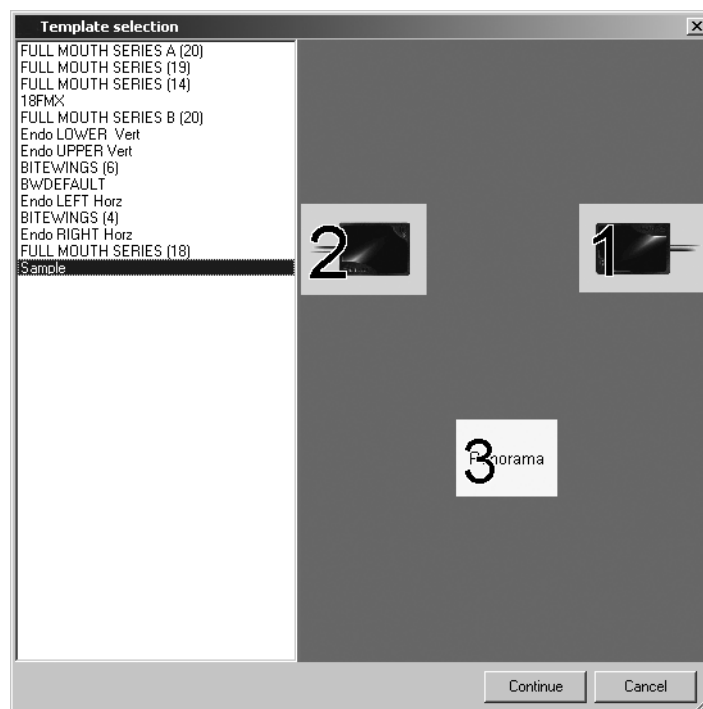 Template selection
FULL MOUTH SERIES A (20)
FULL MOUTH SERIES (19)
FULL MOUTH SERIES (14)
18FMX
FULL MOUTH SERIES B (20)
Endo LOWER Vert
Endo UPPER Vert
BITEWINGS (6)
BWDEFAULT
Endo LEFT Horz
BITEWINGS (4)
Endo RIGHT Horz
FULL MOUTH SERIES (18)
Sample
2
1
3
Panorama
Continue
Cancel